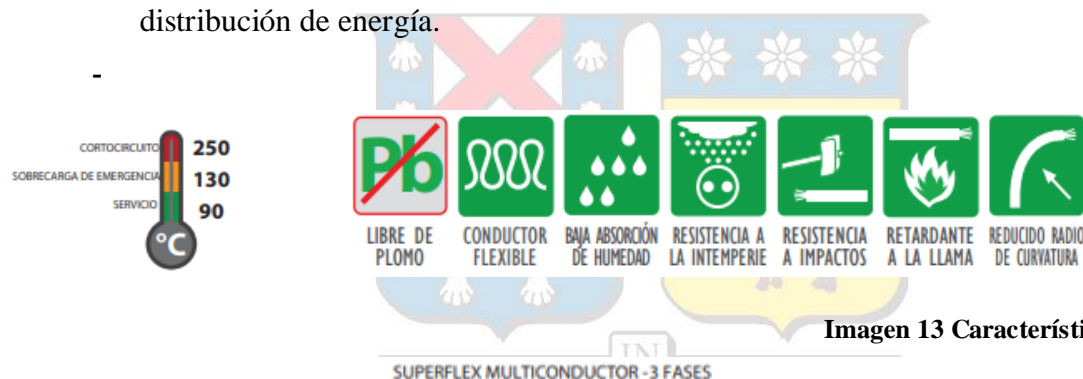 distribución de energía.
-
CORTOCIRCUITO 250
SOBRECARGA DE EMERGENCIA 130
SERVICIO 90
°C
Pb
LIBRE DE
PLOMO
CONDUCTOR
FLEXIBLE
BAJA ABSORCIÓN
DE HUMEDAD
RESISTENCIA A
LA INTEMPERIE
RESISTENCIA
A IMPACTOS
RETARDANTE
A LA LLAMA
REDUCIDO RADIO
DE CURVATURA
Imagen 13 Característi
IN
SUPERFLEX MULTICONDUCTOR - 3 FASES